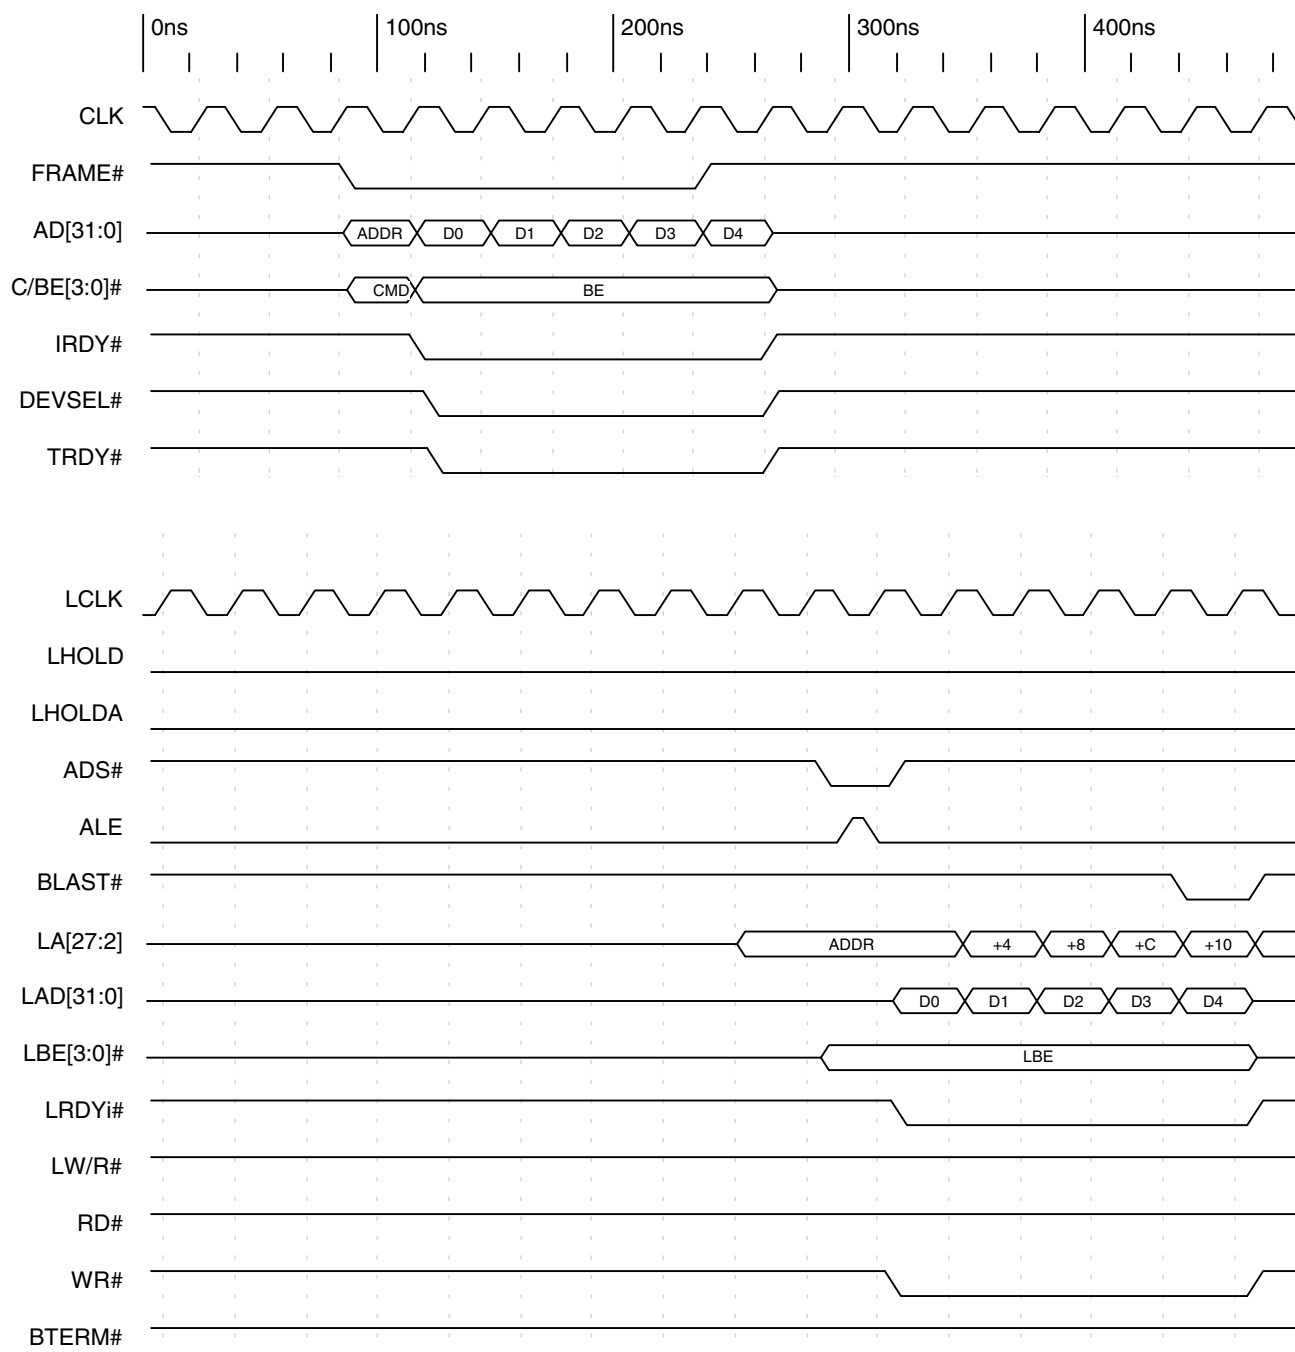 0ns 100ns 200ns 300ns 400ns
CLK
FRAME#
AD[31:0] ADDR D0 D1 D2 D3 D4
C/BE[3:0]# CMD BE
IRDY#
DEVSEL#
TRDY#
LCLK
LHOLD
LHOLDA
ADS#
ALE
BLAST#
LA[27:2] ADDR +4 +8 +C +10
LAD[31:0] D0 D1 D2 D3 D4
LBE[3:0]# LBE
LRDYi#
LW/R#
RD#
WR#
BTERM#